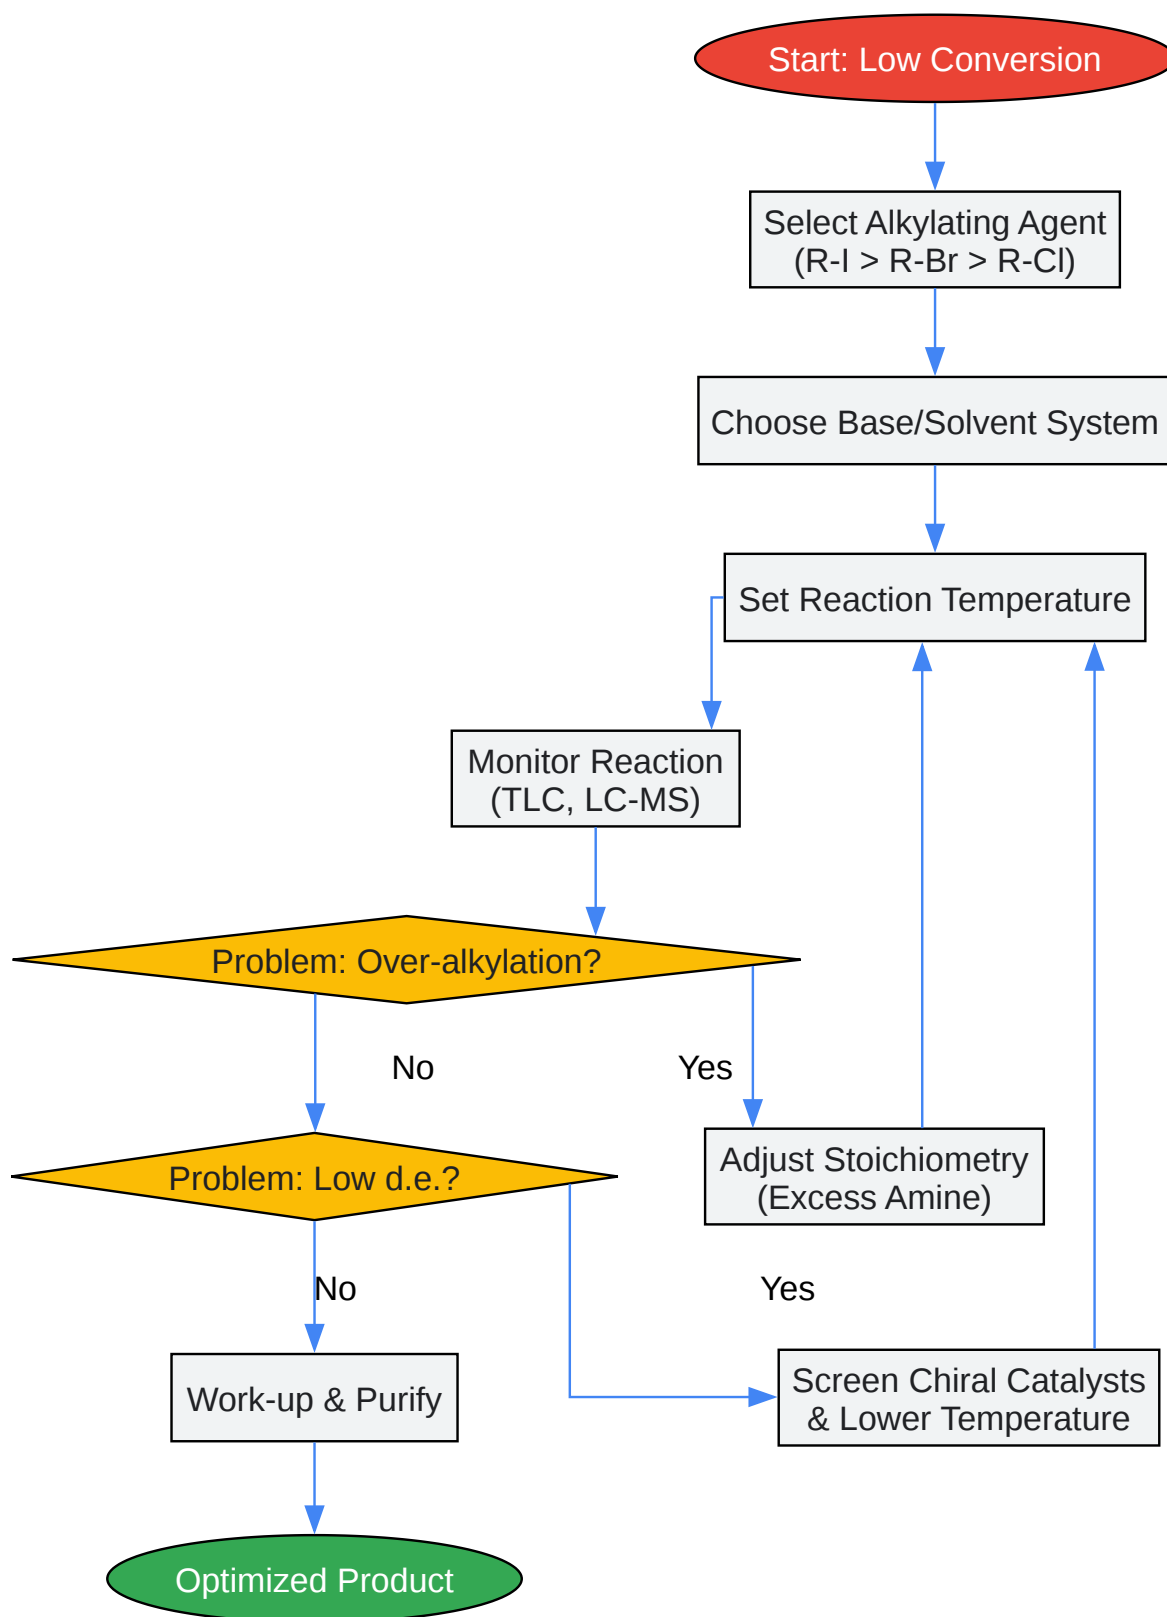 Start: Low Conversion
Select Alkylating Agent
(R-I > R-Br > R-Cl)
Choose Base/Solvent System
Set Reaction Temperature
Monitor Reaction
(TLC, LC-MS)
Problem: Over-alkylation?
No
Yes
Adjust Stoichiometry
(Excess Amine)
Problem: Low d.e.?
No
Yes
Screen Chiral Catalysts
& Lower Temperature
Work-up & Purify
Optimized Product